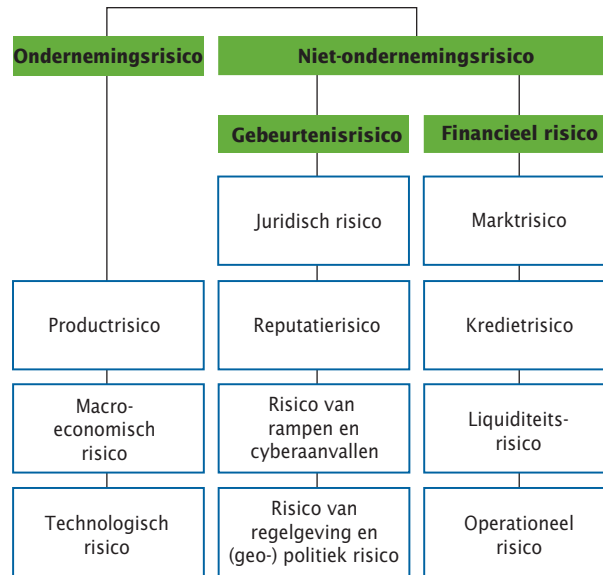 Ondernemingsrisico
Niet-ondernemingsrisico
Gebeurtenisrisico
Financieel risico
Juridisch risico
Marktrisico
Productrisico
Reputatierisico
Kredietrisico
Macro-
economisch
risico
Risico van
rampen en
cyberaanvallen
Liquiditeits-
risico
Technologisch
risico
Risico van
regelgeving en
(geo-) politiek risico
Operationeel
risico